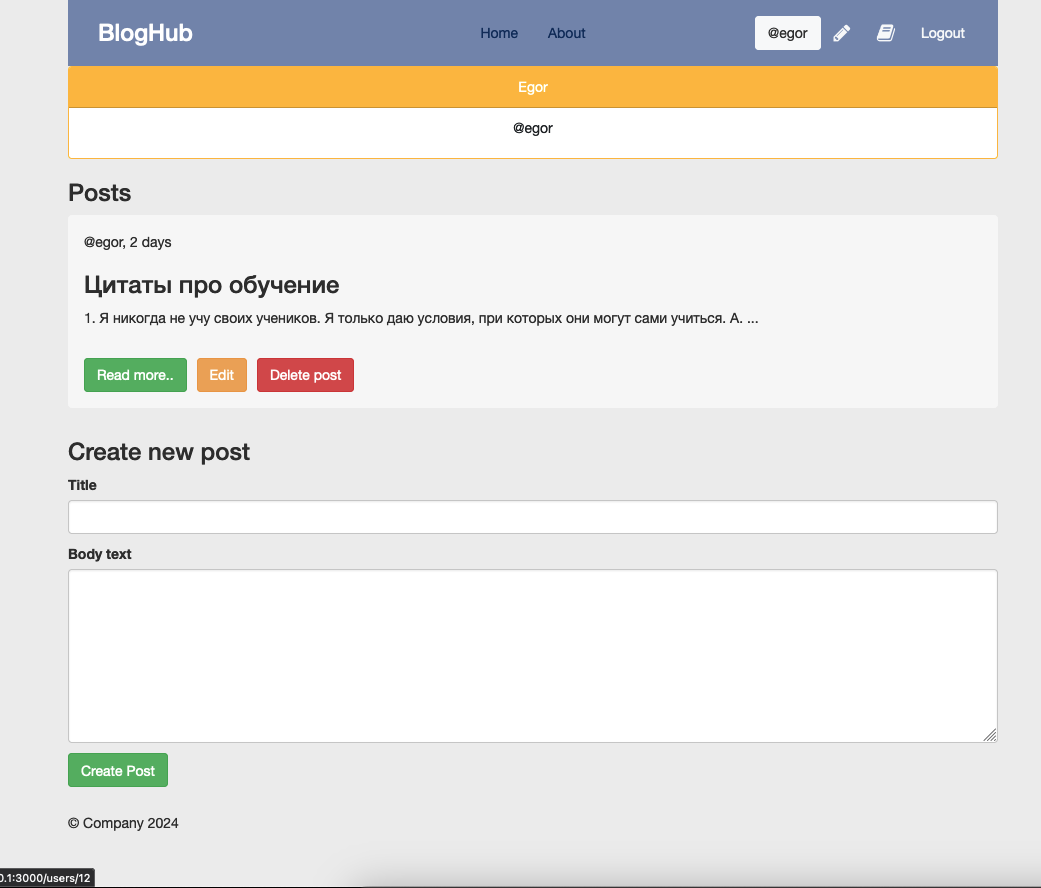 BlogHub Home About @egor Logout
Egor
@egor
Posts
@egor, 2 days
Цитаты про обучение
1. Я никогда не учу своих учеников. Я только даю условия, при которых они могут сами учиться. А. ...
Read more.. Edit Delete post
Create new post
Title
Body text
Create Post
© Company 2024
0.1:3000/users/12